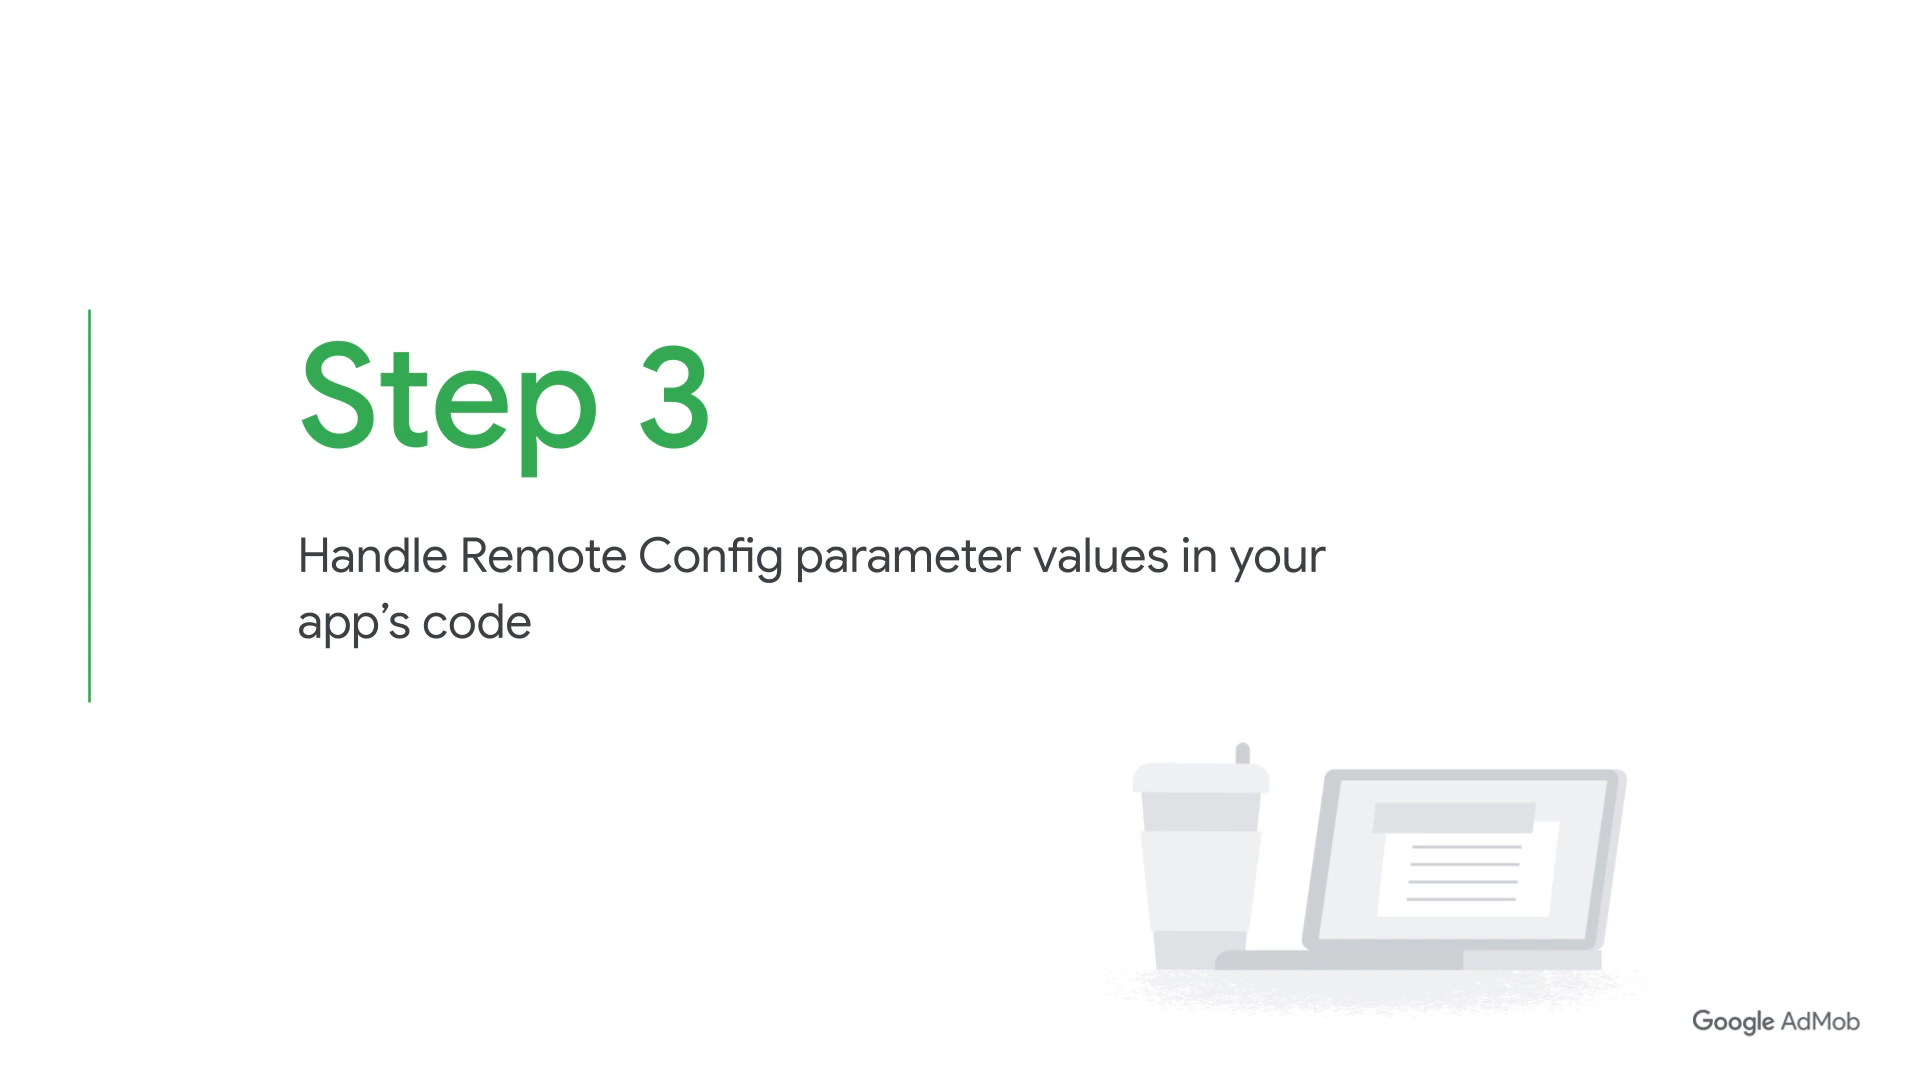 Step 3
Handle Remote Config parameter values in your
app’s code
Google AdMob